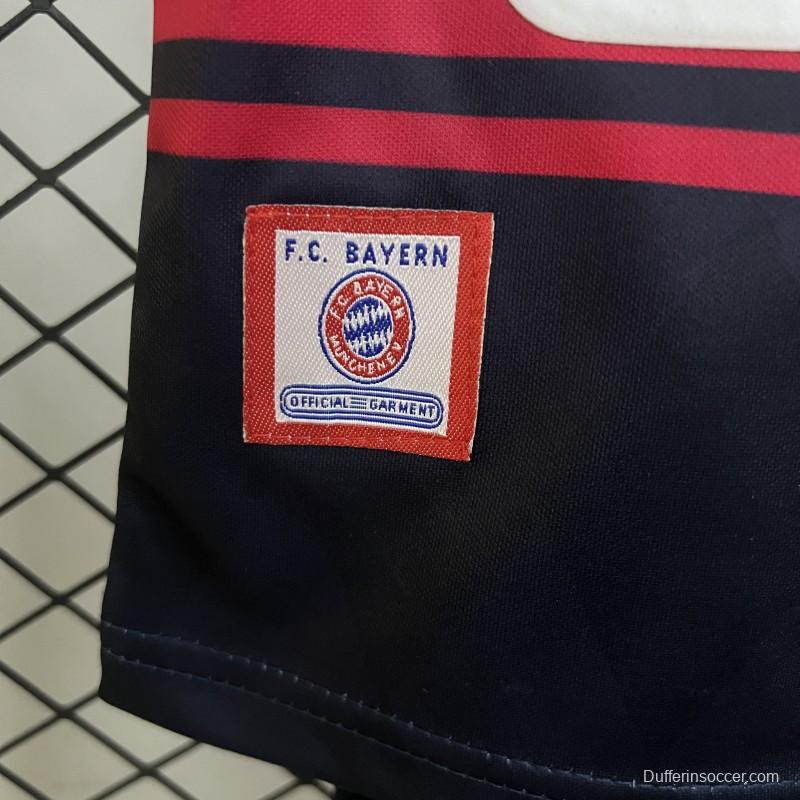 F.C. BAYERN
F.C. BAYERN
MÜNCHEN E.V.
OFFICIAL GARMENT
Dufferinsoccer.com